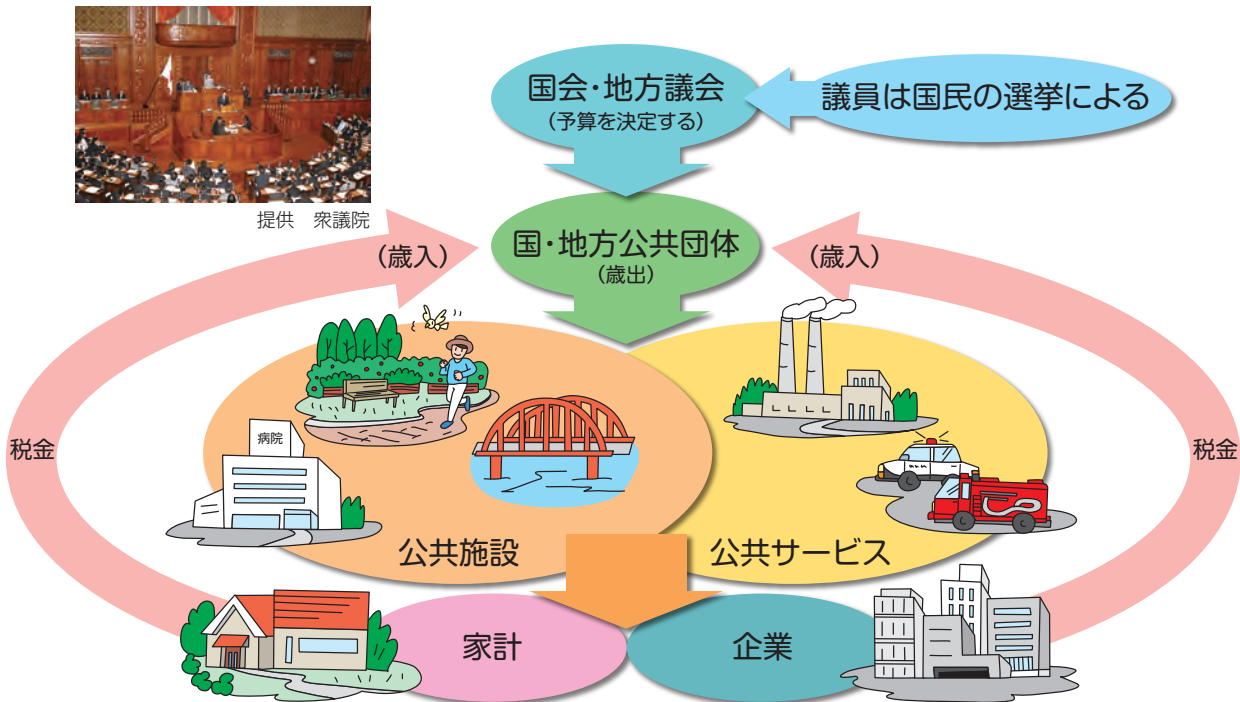 国会・地方議会
(予算を決定する)
議員は国民の選挙による
提供　衆議院
(歳入)
国・地方公共団体
(歳出)
(歳入)
病院
税金
税金
公共施設
公共サービス
家計
企業